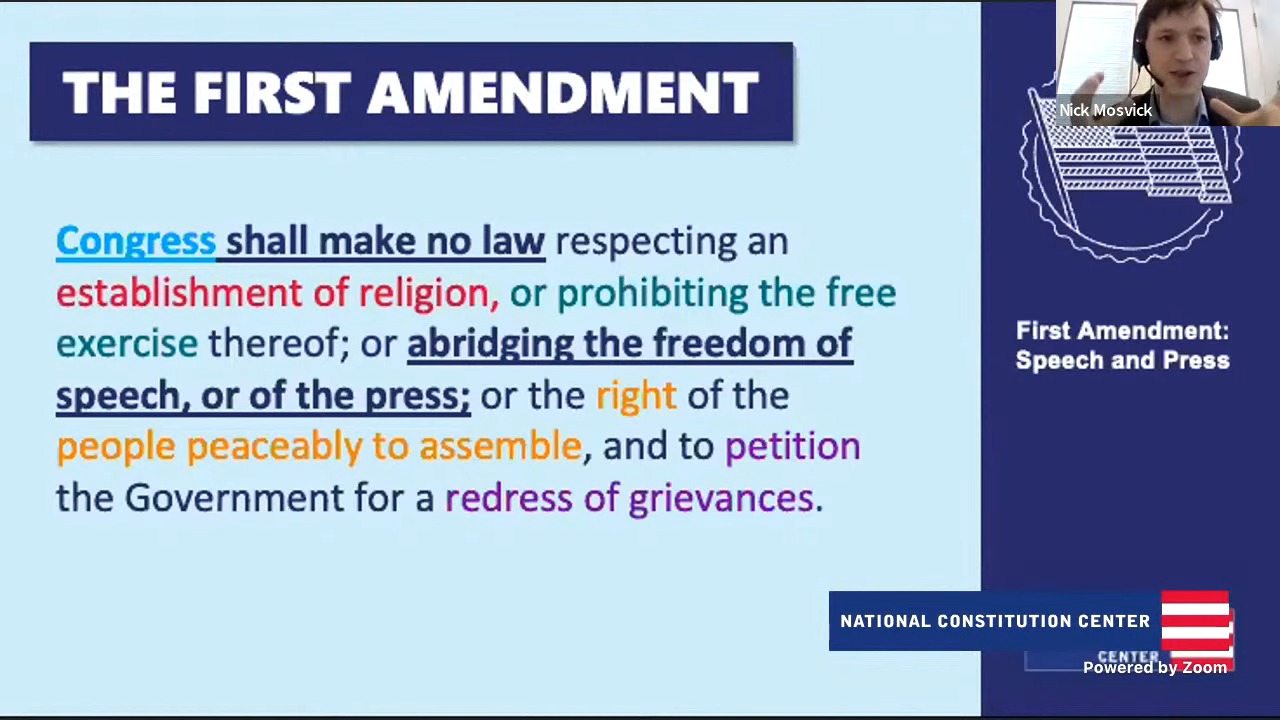 THE FIRST AMENDMENT
Congress shall make no law respecting an
establishment of religion, or prohibiting the free
exercise thereof; or abridging the freedom of
speech, or of the press; or the right of the
people peaceably to assemble, and to petition
the Government for a redress of grievances.
Nick Mosvick
First Amendment:
Speech and Press
NATIONAL CONSTITUTION CENTER
CENTER
Powered by Zoom